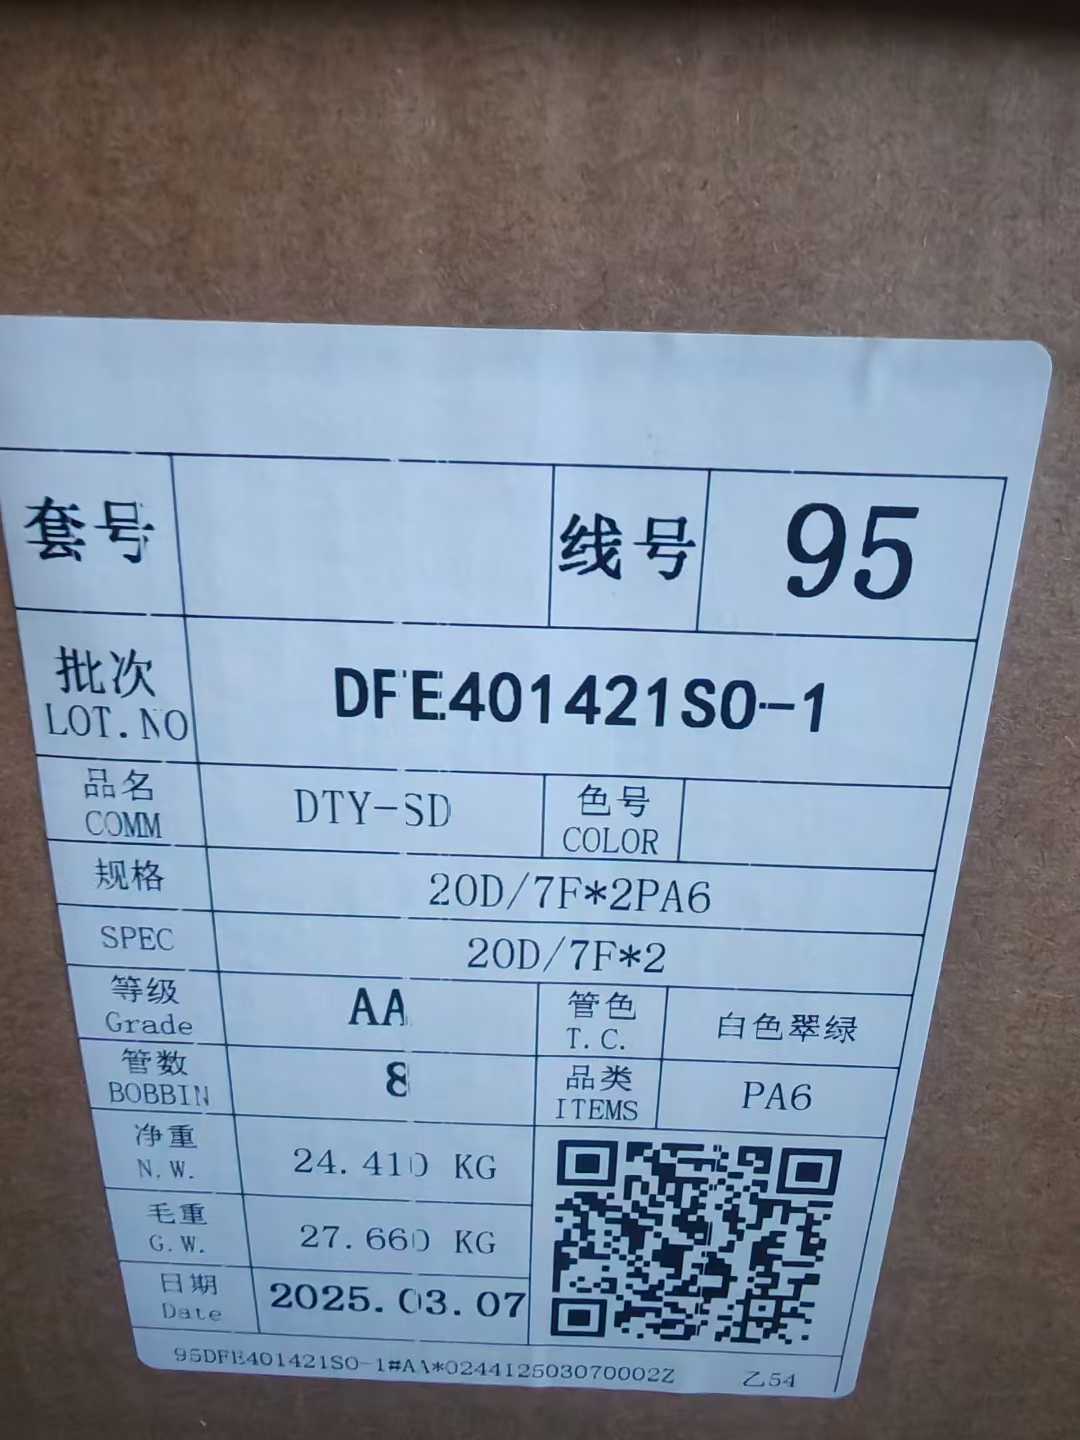 套号
线号 95
批次
LOT.NO
DFE401421S0-1
品名
COMM
DTY-SD
色号
COLOR
规格
20D/7F*2PA6
SPEC
20D/7F*2
等级
Grade
AA
管色
T.C.
白色翠绿
管数
BOBBIN
8
品类
ITEMS
PA6
净重
N.W.
24.410 KG
毛重
G.W.
27.660 KG
日期
Date
2025.03.07
95DFE401421S0-1#AA*024412503070002Z
乙54